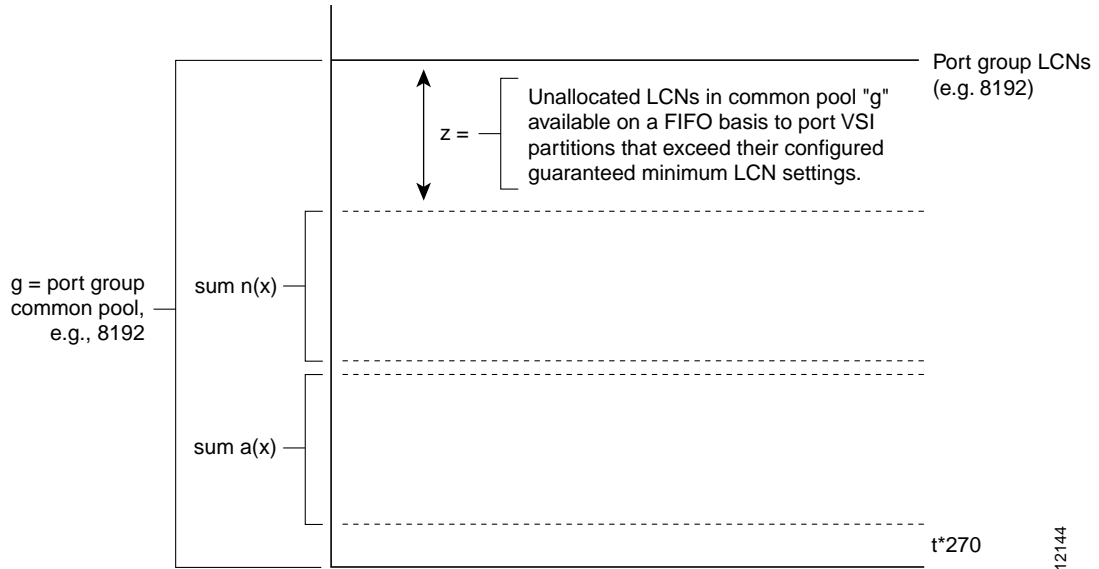 Port group LCNs
(e.g. 8192)
z =
Unallocated LCNs in common pool "g"
available on a FIFO basis to port VSI
partitions that exceed their configured
guaranteed minimum LCN settings.
g = port group
common pool,
e.g., 8192
sum n(x)
sum a(x)
t*270
12144